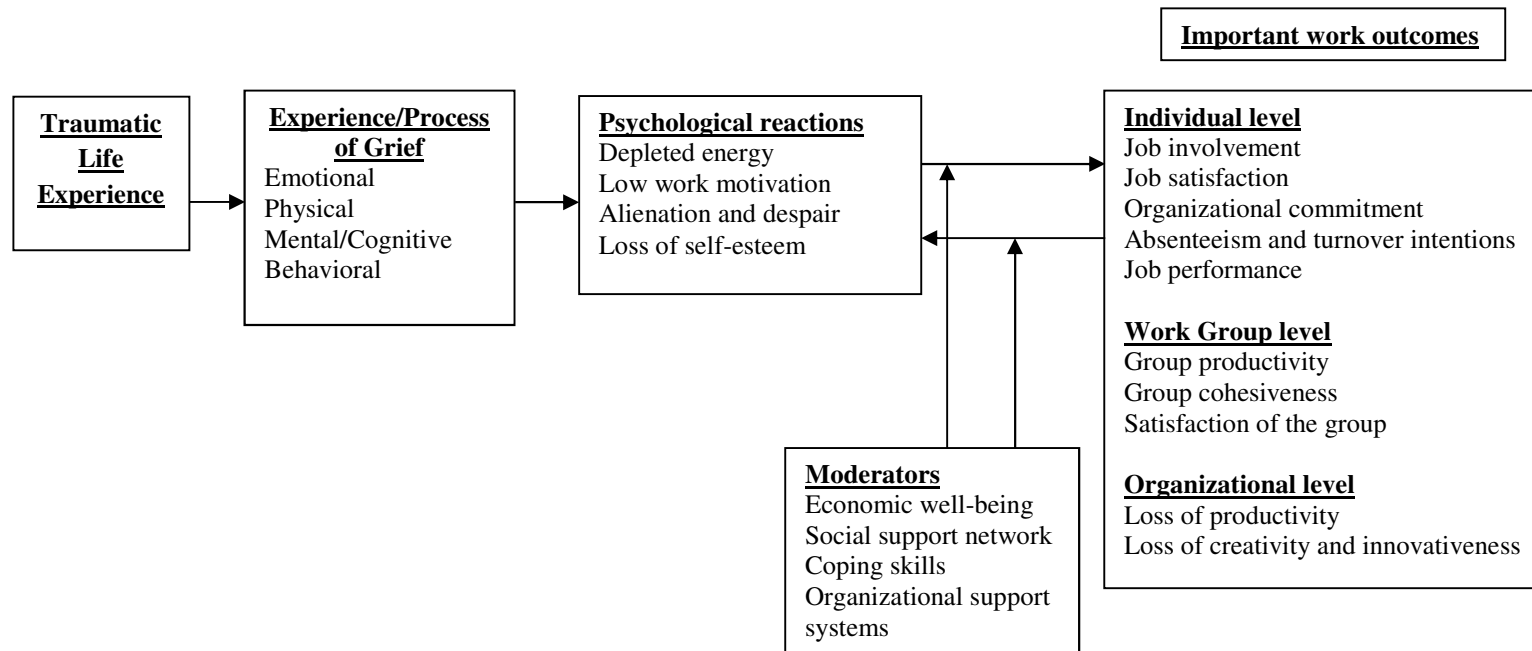 Important work outcomes
Traumatic
Life
Experience
Experience/Process
of Grief
Emotional
Physical
Mental/Cognitive
Behavioral
Psychological reactions
Depleted energy
Low work motivation
Alienation and despair
Loss of self-esteem
Individual level
Job involvement
Job satisfaction
Organizational commitment
Absenteeism and turnover intentions
Job performance
Work Group level
Group productivity
Group cohesiveness
Satisfaction of the group
Organizational level
Loss of productivity
Loss of creativity and innovativeness
Moderators
Economic well-being
Social support network
Coping skills
Organizational support
systems